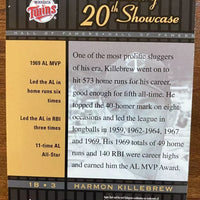 MINNESOTA
Twins
20th Showcase
1969 AL MVP
Led the AL in
home runs six
times
Led the AL in RBI
three times
11-time AL
All-Star
One of the most prolific sluggers
of his era, Killebrew went on to
hit 573 home runs for his career,
good enough for fifth all-time. He
topped the 40-homer mark on eight
occasions and led the league in
longballs in 1959, 1962-1964, 1967
and 1969. His 1969 totals of 49 home
runs and 140 RBI were career highs
and earned him the AL MVP Award.
1B • 3
HARMON KILLEBREW